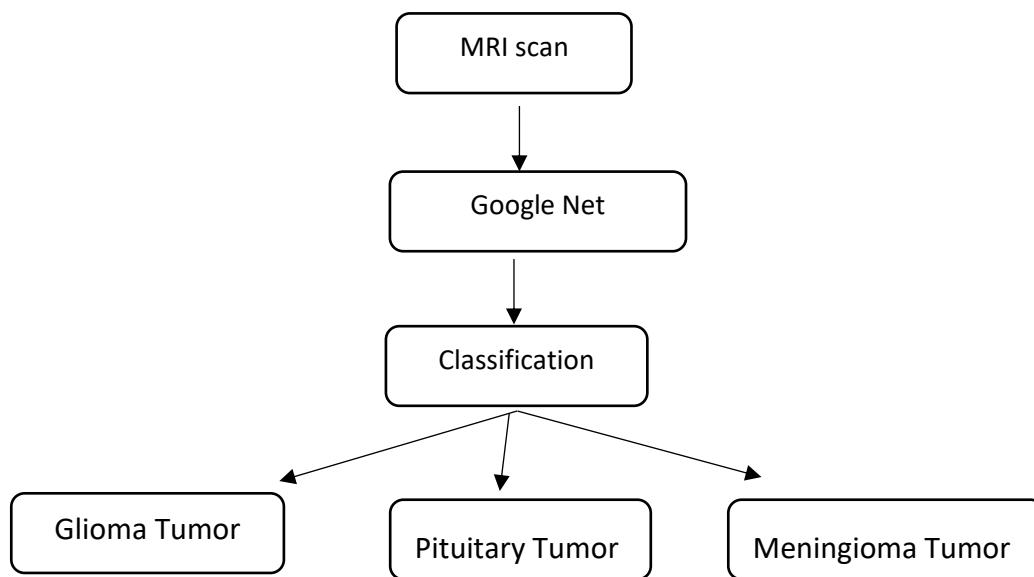 MRI scan
Google Net
Classification
Glioma Tumor
Pituitary Tumor
Meningioma Tumor